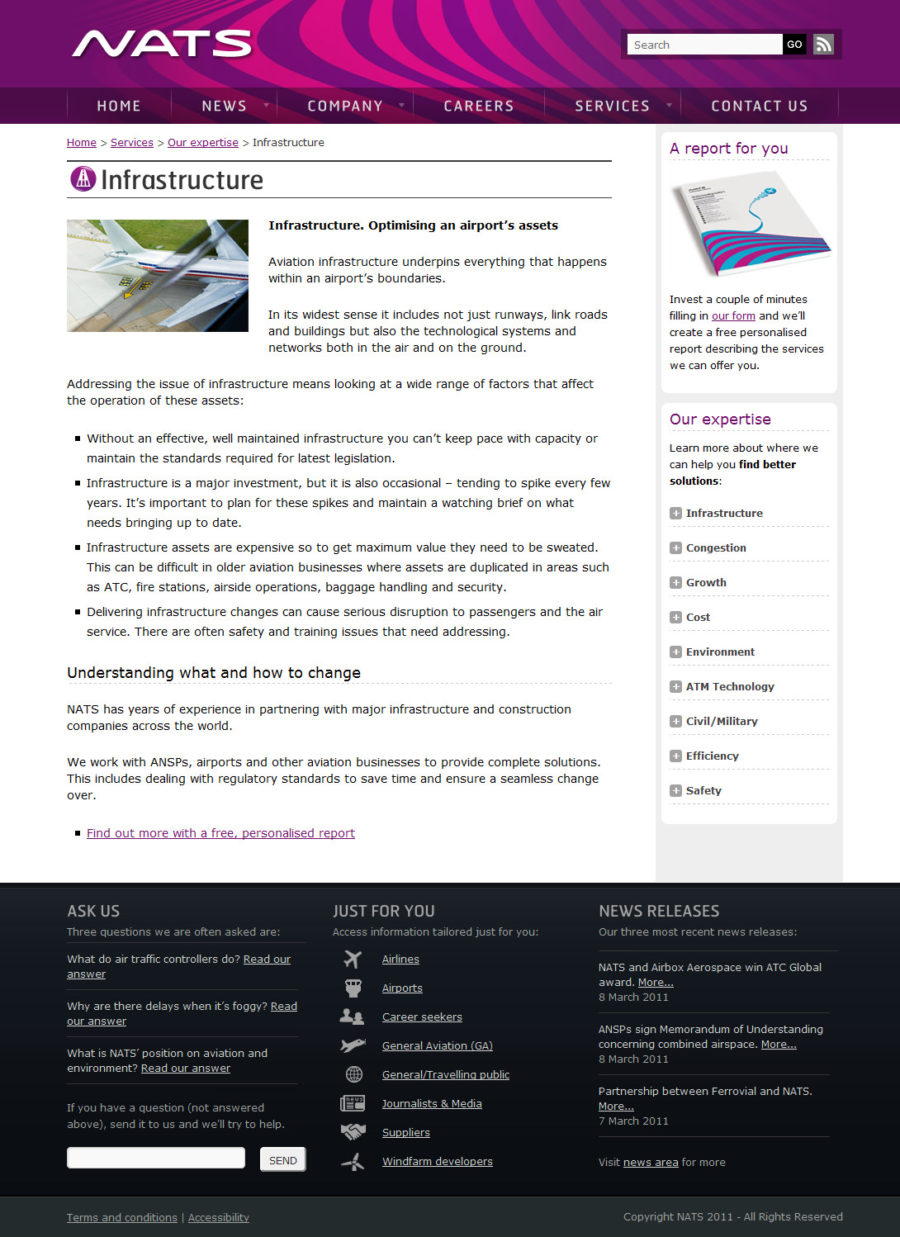 NATS
Search GO
HOME NEWS COMPANY CAREERS SERVICES CONTACT US
Home > Services > Our expertise > Infrastructure
Infrastructure
Infrastructure. Optimising an airport’s assets
Aviation infrastructure underpins everything that happens
within an airport’s boundaries.
In its widest sense it includes not just runways, link roads
and buildings but also the technological systems and
networks both in the air and on the ground.
Addressing the issue of infrastructure means looking at a wide range of factors that affect
the operation of these assets:
Without an effective, well maintained infrastructure you can’t keep pace with capacity or
maintain the standards required for latest legislation.
Infrastructure is a major investment, but it is also occasional – tending to spike every few
years. It’s important to plan for these spikes and maintain a watching brief on what
needs bringing up to date.
Infrastructure assets are expensive so to get maximum value they need to be sweated.
This can be difficult in older aviation businesses where assets are duplicated in areas such
as ATC, fire stations, airside operations, baggage handling and security.
Delivering infrastructure changes can cause serious disruption to passengers and the air
service. There are often safety and training issues that need addressing.
Understanding what and how to change
NATS has years of experience in partnering with major infrastructure and construction
companies across the world.
We work with ANSPs, airports and other aviation businesses to provide complete solutions.
This includes dealing with regulatory standards to save time and ensure a seamless change
over.
Find out more with a free, personalised report
A report for you
Invest a couple of minutes
filling in our form and we’ll
create a free personalised
report describing the services
we can offer you.
Our expertise
Learn more about where we
can help you find better
solutions:
Infrastructure
Congestion
Growth
Cost
Environment
ATM Technology
Civil/Military
Efficiency
Safety
ASK US
Three questions we are often asked are:
What do air traffic controllers do? Read our
answer
Why are there delays when it’s foggy? Read
our answer
What is NATS’ position on aviation and
environment? Read our answer
If you have a question (not answered
above), send it to us and we’ll try to help.
SEND
JUST FOR YOU
Access information tailored just for you:
Airlines
Airports
Career seekers
General Aviation (GA)
General/Travelling public
Journalists & Media
Suppliers
Windfarm developers
NEWS RELEASES
Our three most recent news releases:
NATS and Airbox Aerospace win ATC Global
award. More...
8 March 2011
ANSPs sign Memorandum of Understanding
concerning combined airspace. More...
8 March 2011
Partnership between Ferrovial and NATS.
More...
7 March 2011
Visit news area for more
Terms and conditions | Accessibility
Copyright NATS 2011 - All Rights Reserved